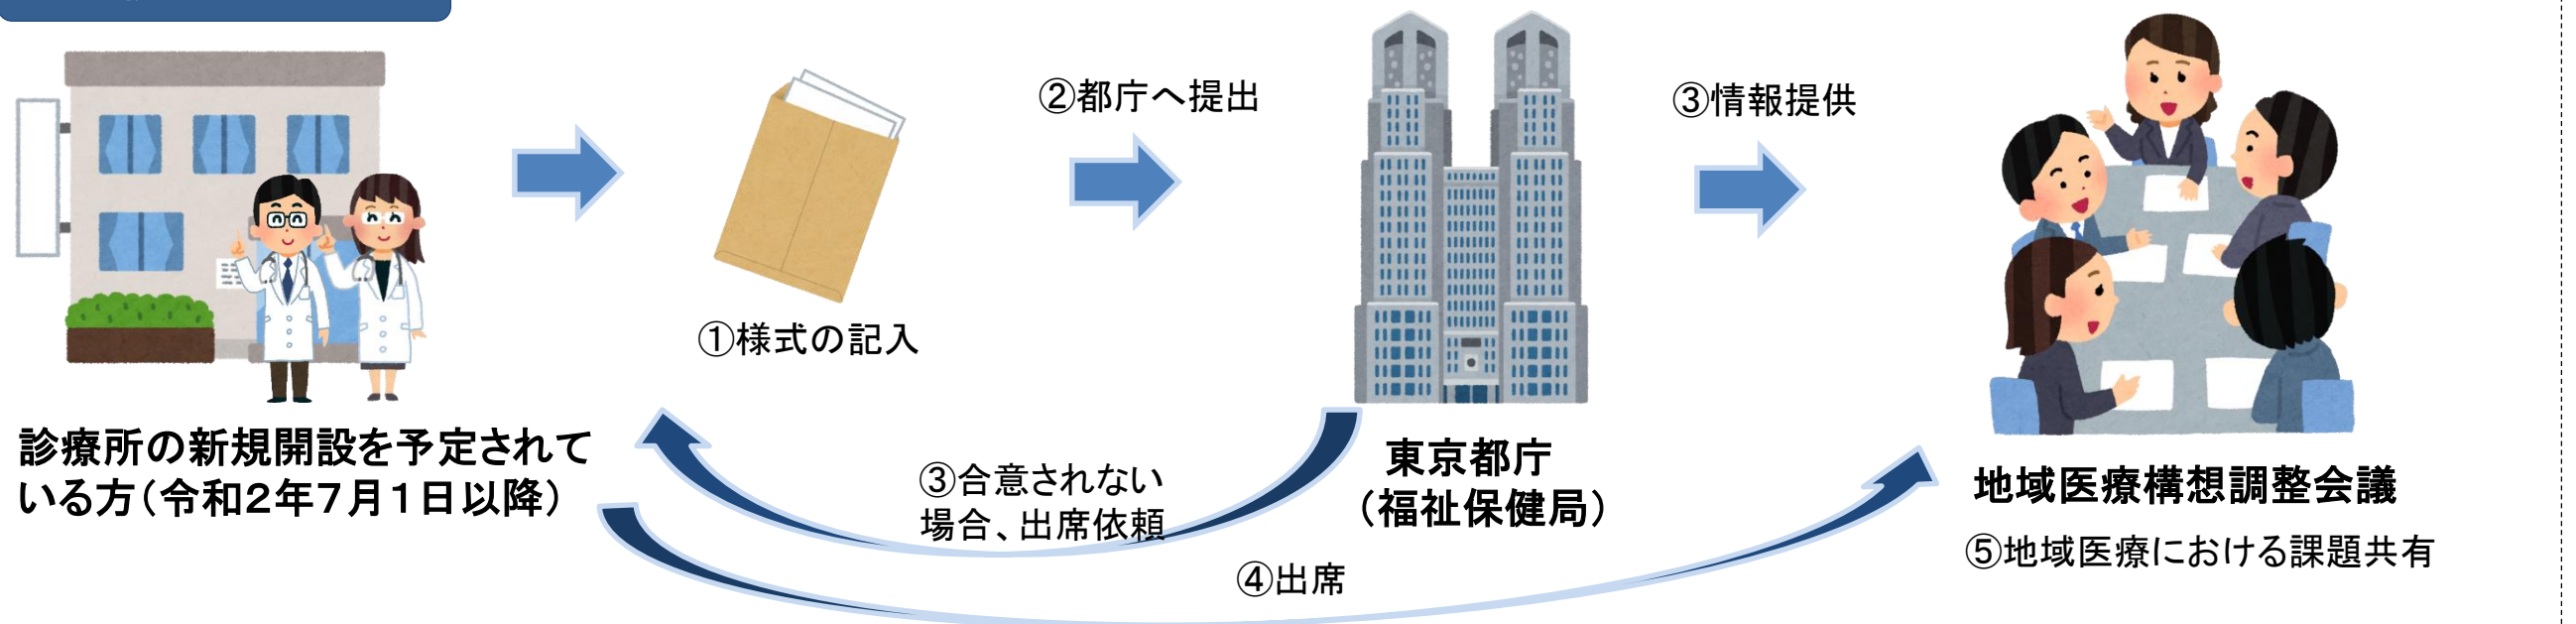 ②都庁へ提出
③情報提供
①様式の記入
診療所の新規開設を予定されて
いる方（令和２年７月１日以降）
③合意されない
場合、出席依頼
東京都庁
（福祉保健局）
④出席
地域医療構想調整会議
⑤地域医療における課題共有